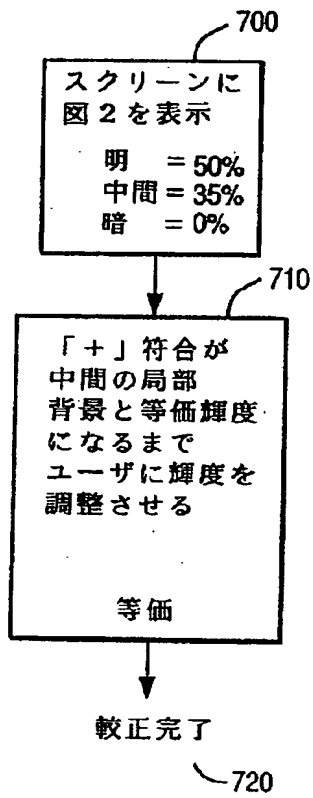 700
スクリーンに
図2を表示
明 =50%
中間=35%
暗 =0%
710
「+」符合が
中間の局部
背景と等価輝度
になるまで
ユーザに輝度を
調整させる
等価
較正完了
720